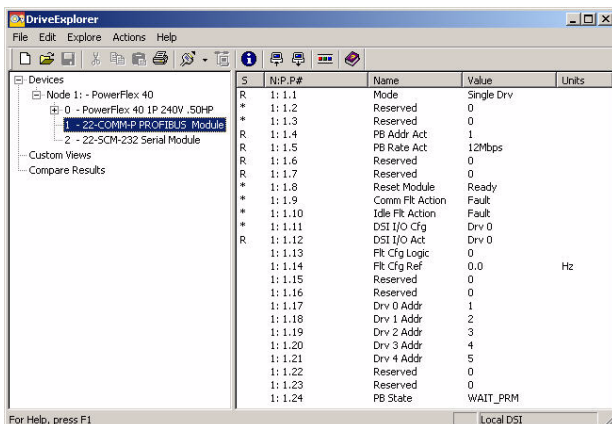 DriveExplorer
File Edit Explore Actions Help
Devices
Node 1: - PowerFlex 40
0 - PowerFlex 40 1P 240V .50HP
1 - 22-COMM-P PROFIBUS Module
2 - 22-SCM-232 Serial Module
Custom Views
Compare Results
S N:P.P# Name Value Units
R 1: 1.1 Mode Single Drv
* 1: 1.2 Reserved 0
* 1: 1.3 Reserved 0
R 1: 1.4 PB Addr Act 1
R 1: 1.5 PB Rate Act 12Mbps
R 1: 1.6 Reserved 0
R 1: 1.7 Reserved 0
* 1: 1.8 Reset Module Ready
* 1: 1.9 Comm Flt Action Fault
* 1: 1.10 Idle Flt Action Fault
* 1: 1.11 DSI I/O Cfg Drv 0
R 1: 1.12 DSI I/O Act Drv 0
1: 1.13 Flt Cfg Logic 0
1: 1.14 Flt Cfg Ref 0.0 Hz
1: 1.15 Reserved 0
1: 1.16 Reserved 0
1: 1.17 Drv 0 Addr 1
1: 1.18 Drv 1 Addr 2
1: 1.19 Drv 2 Addr 3
1: 1.20 Drv 3 Addr 4
1: 1.21 Drv 4 Addr 5
1: 1.22 Reserved 0
1: 1.23 Reserved 0
1: 1.24 PB State WAIT_PRM
For Help, press F1
Local DSI